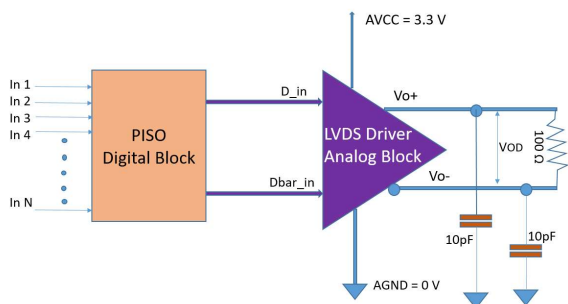 AVCC = 3.3 V
In 1
In 2
In 3
In 4
In N
PISO
Digital Block
D_in
Dbar_in
LVDS Driver
Analog Block
Vo+
VOD
Vo-
100 Ω
10pF
10pF
AGND = 0 V